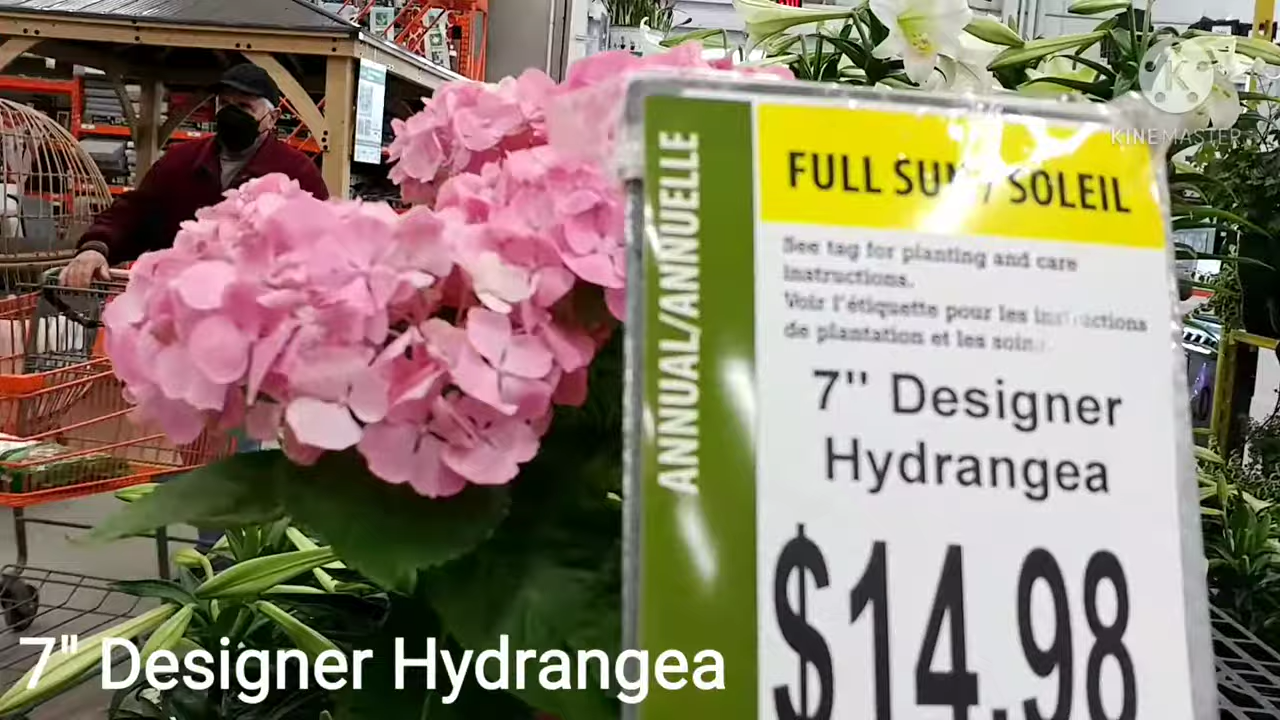 KINEMASTER
ANNUAL/ANNUELLE
FULL SUN / SOLEIL
See tag for planting and care
instructions.
Voir l'étiquette pour les instructions
de plantation et les soins.
7" Designer
Hydrangea
$14.98
7" Designer Hydrangea